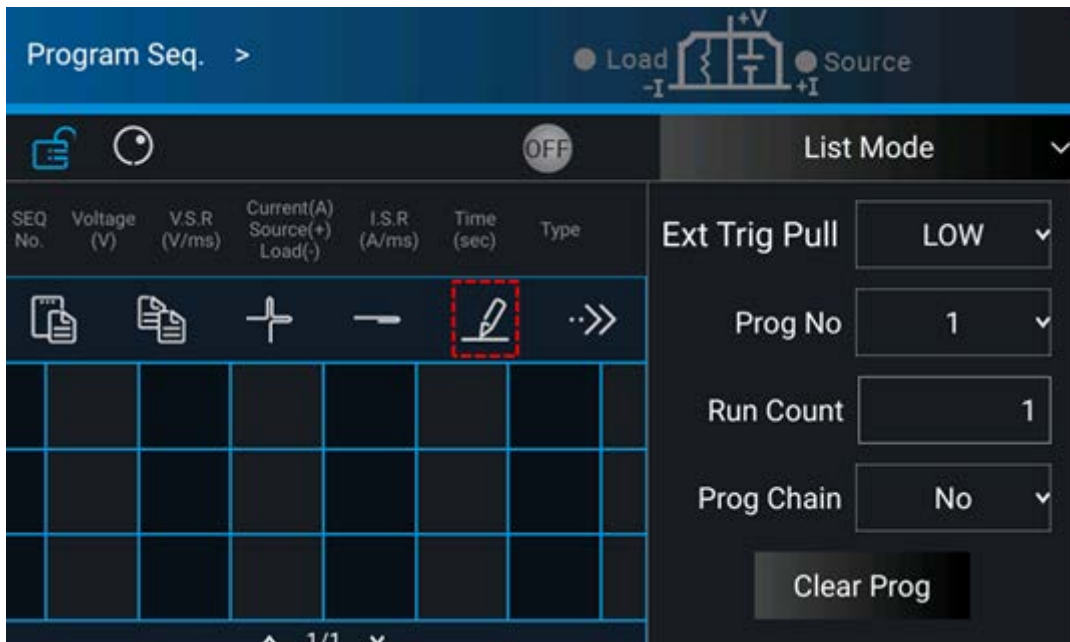 Program Seq. >
+V
Load
Source
-I
+I
OFF
List Mode
SEQ No.
Voltage (V)
V.S.R (V/ms)
Current(A) Source(+) Load(-)
I.S.R (A/ms)
Time (sec)
Type
Ext Trig Pull LOW
Prog No 1
Run Count 1
Prog Chain No
Clear Prog
1/1